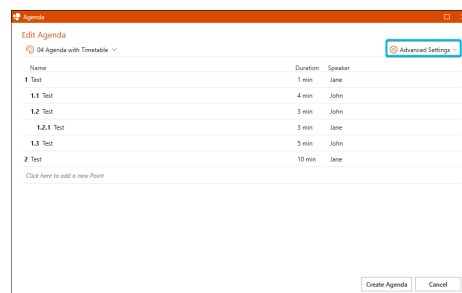 Agenda
Edit Agenda
04 Agenda with Timetable
Advanced Settings
Name Duration Speaker
1 Test 1 min Jane
1.1 Test 4 min John
1.2 Test 3 min John
1.2.1 Test 3 min Jane
1.3 Test 5 min John
2 Test 10 min Jane
Click here to add a new Point
Create Agenda Cancel